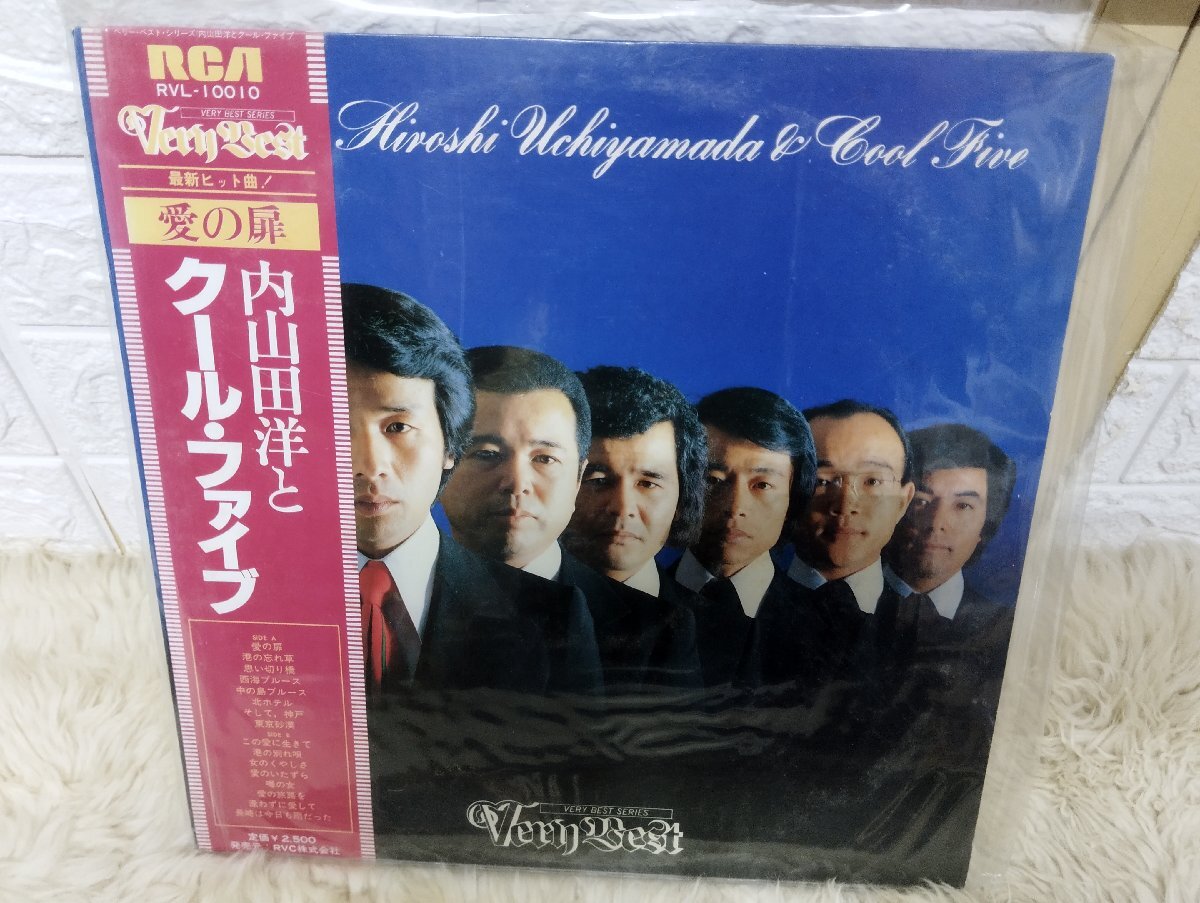 ベリー・ベスト・シリーズ/内山田洋とクール・ファイブ
RCA
RVL-10010
VERY BEST SERIES
Very Best
最新ヒット曲!
愛の扉
内山田洋と
クール・ファイブ
SIDE A
愛の扉
港の忘れ草
思い切り橋
西海ブルース
中の島ブルース
北ホテル
そして、神戸
東京砂漠
SIDE B
この愛に生きて
港の別れ唄
女のくやしさ
愛のいたずら
噂の女
愛の旅路を
逢わずに愛して
長崎は今日も雨だった
定価¥2,500
発売元:RVC株式会社
Hiroshi Uchiyamada & Cool Five
VERY BEST SERIES
Very Best